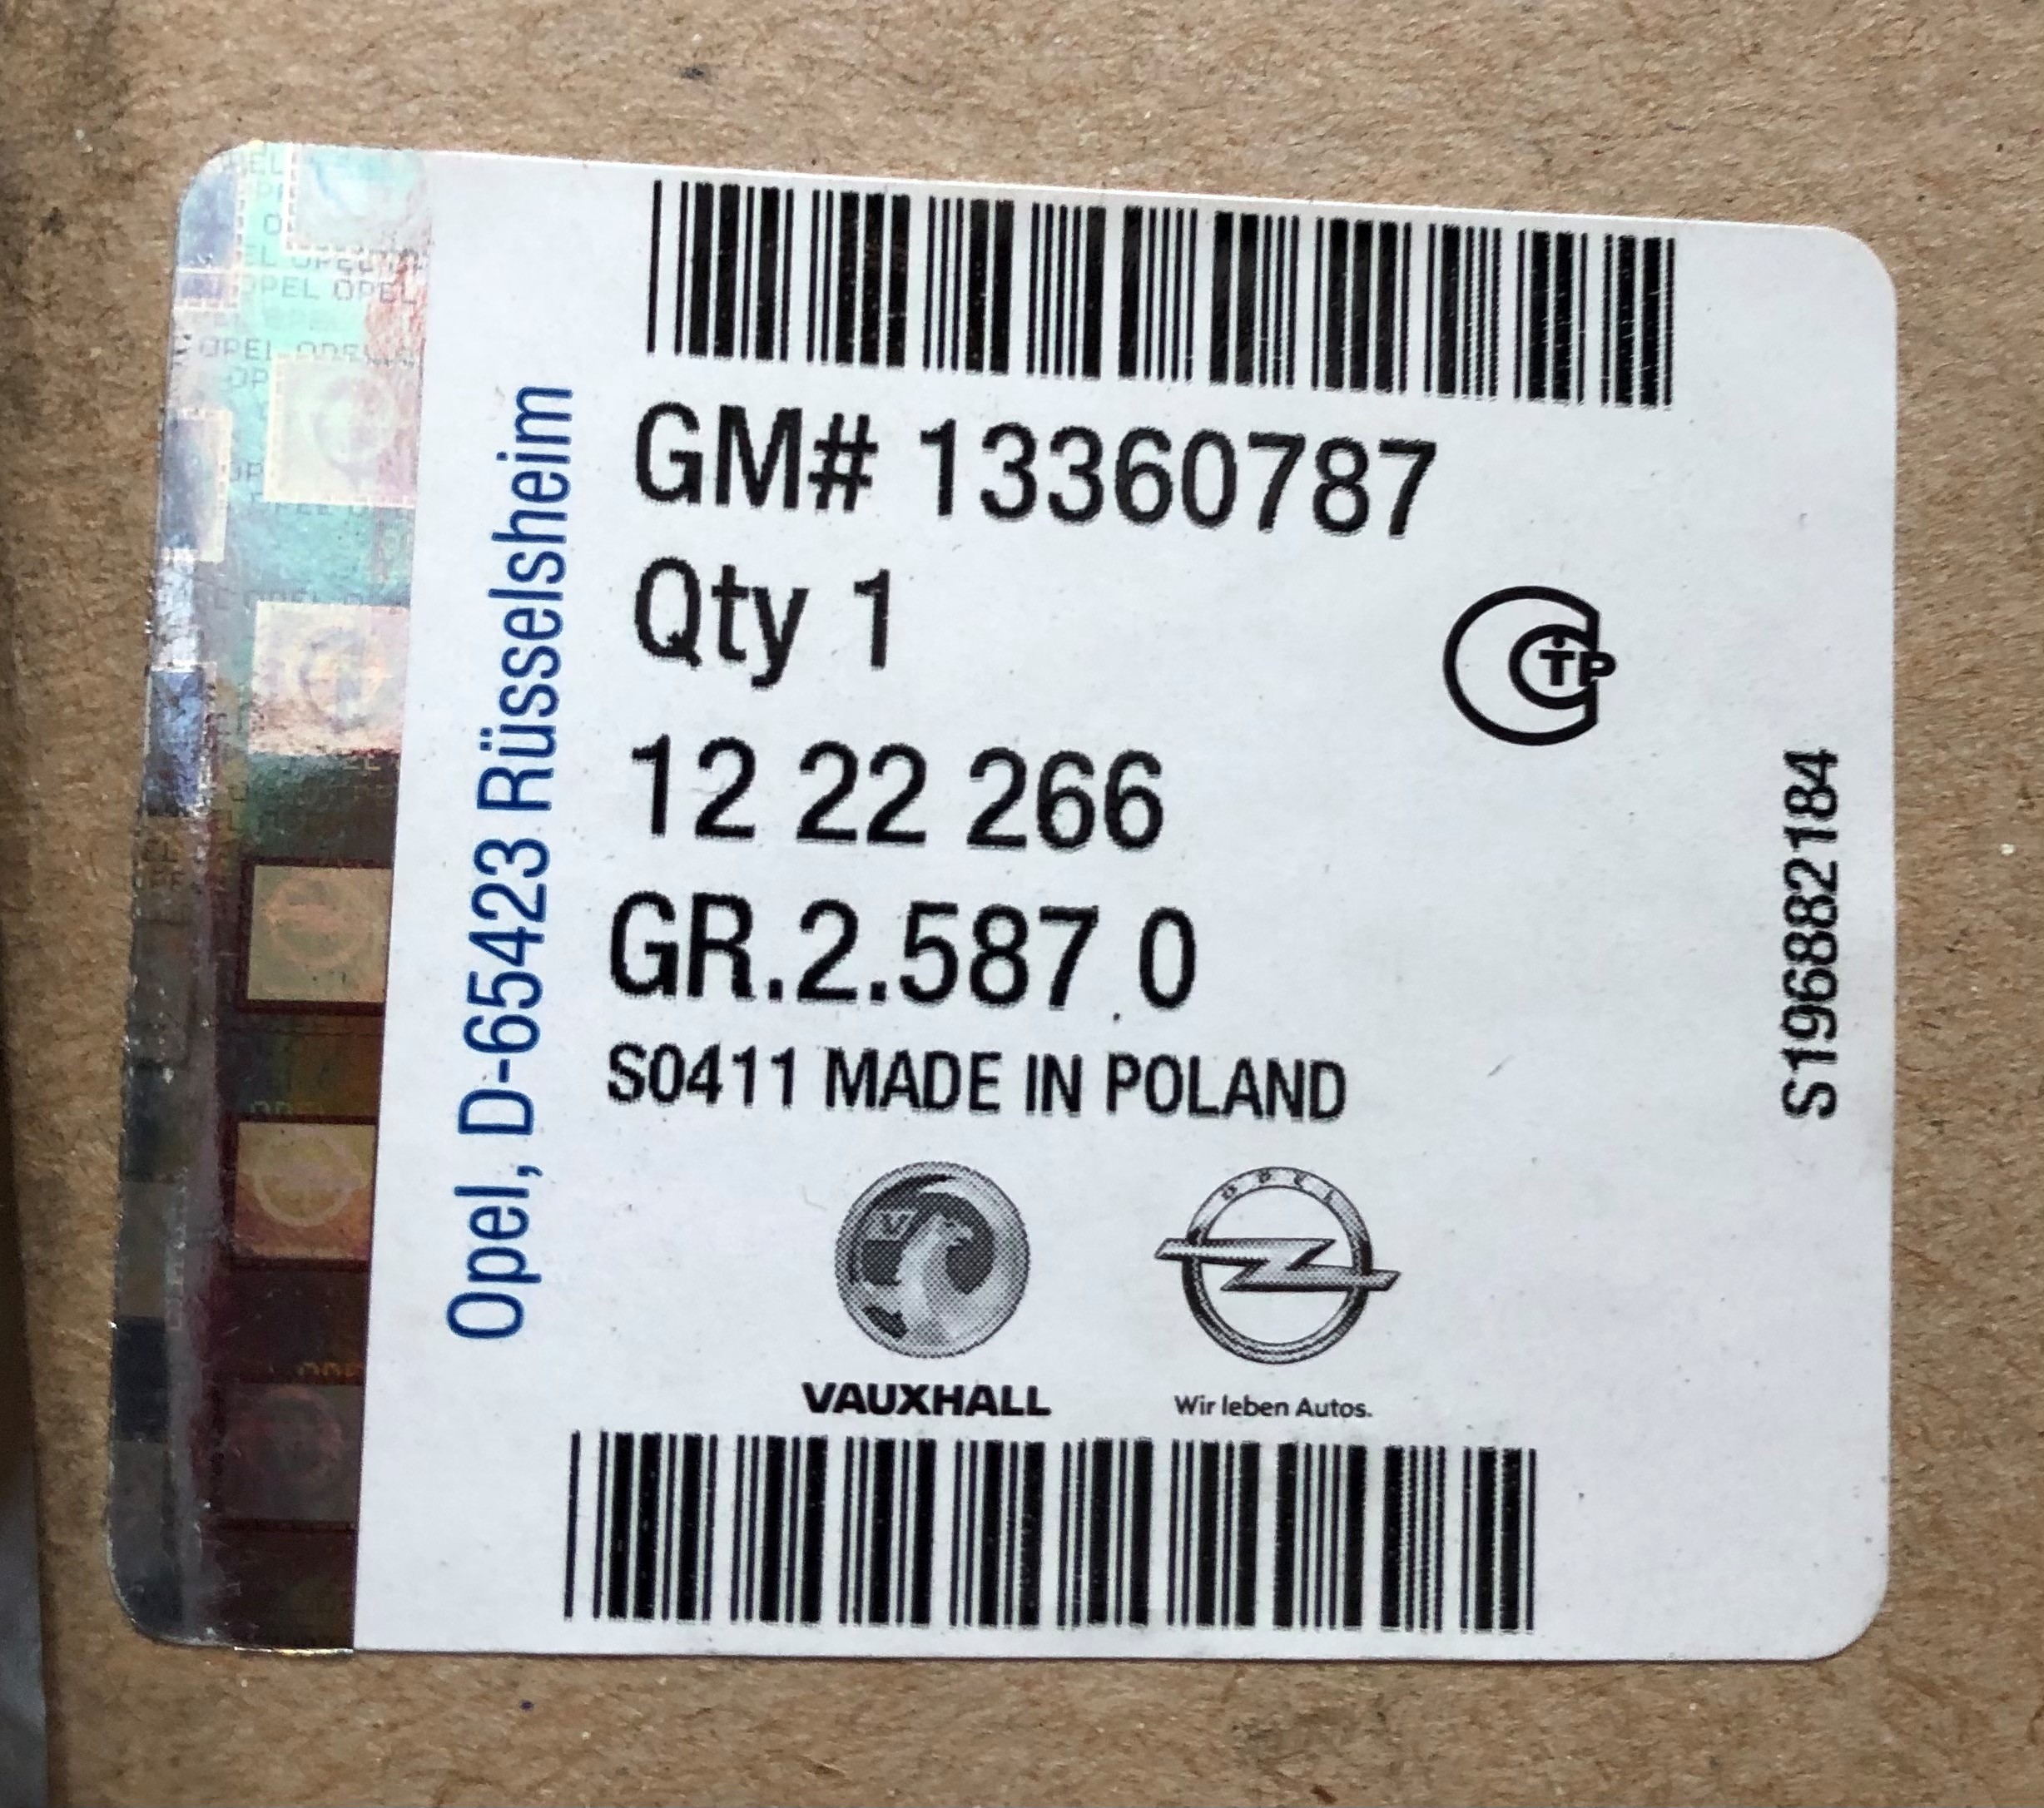 Opel, D-65423 Rüsselsheim
GM# 13360787
Qty 1
12 22 266
GR.2.587 0
S0411 MADE IN POLAND
S196882184
OPEL
VAUXHALL
Wir leben Autos.